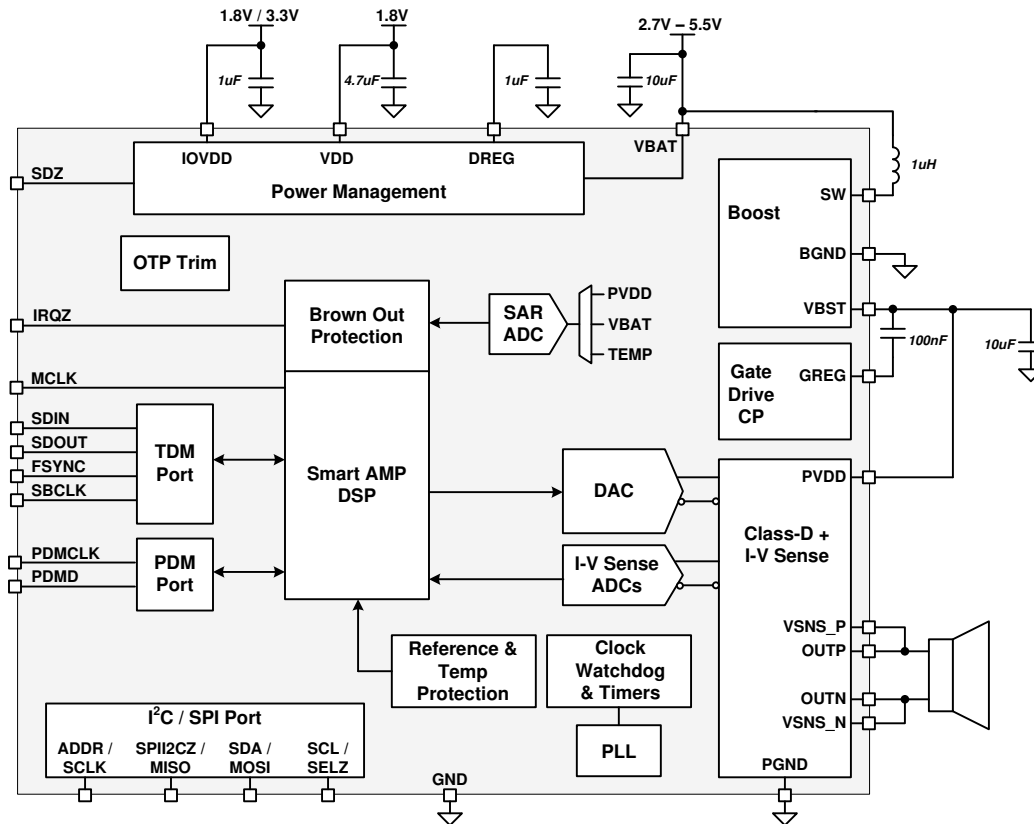 1.8V / 3.3V
1.8V
2.7V – 5.5V
1uF
4.7uF
1uF
10uF
IOVDD
VDD
DREG
VBAT
Power Management
SDZ
1uH
SW
Boost
BGND
VBST
OTP Trim
IRQZ
Brown Out
Protection
SAR
ADC
PVDD
VBAT
TEMP
100nF
10uF
GREG
Gate
Drive
CP
MCLK
SDIN
SDOUT
FSYNC
SBCLK
TDM
Port
Smart AMP
DSP
DAC
PVDD
Class-D +
I-V Sense
I-V Sense
ADCs
PDMCLK
PDMD
PDM
Port
VSNS_P
OUTP
OUTN
VSNS_N
Reference &
Temp
Protection
Clock
Watchdog
& Timers
PLL
I²C / SPI Port
ADDR /
SCLK
SPII2CZ /
MISO
SDA /
MOSI
SCL /
SELZ
GND
PGND